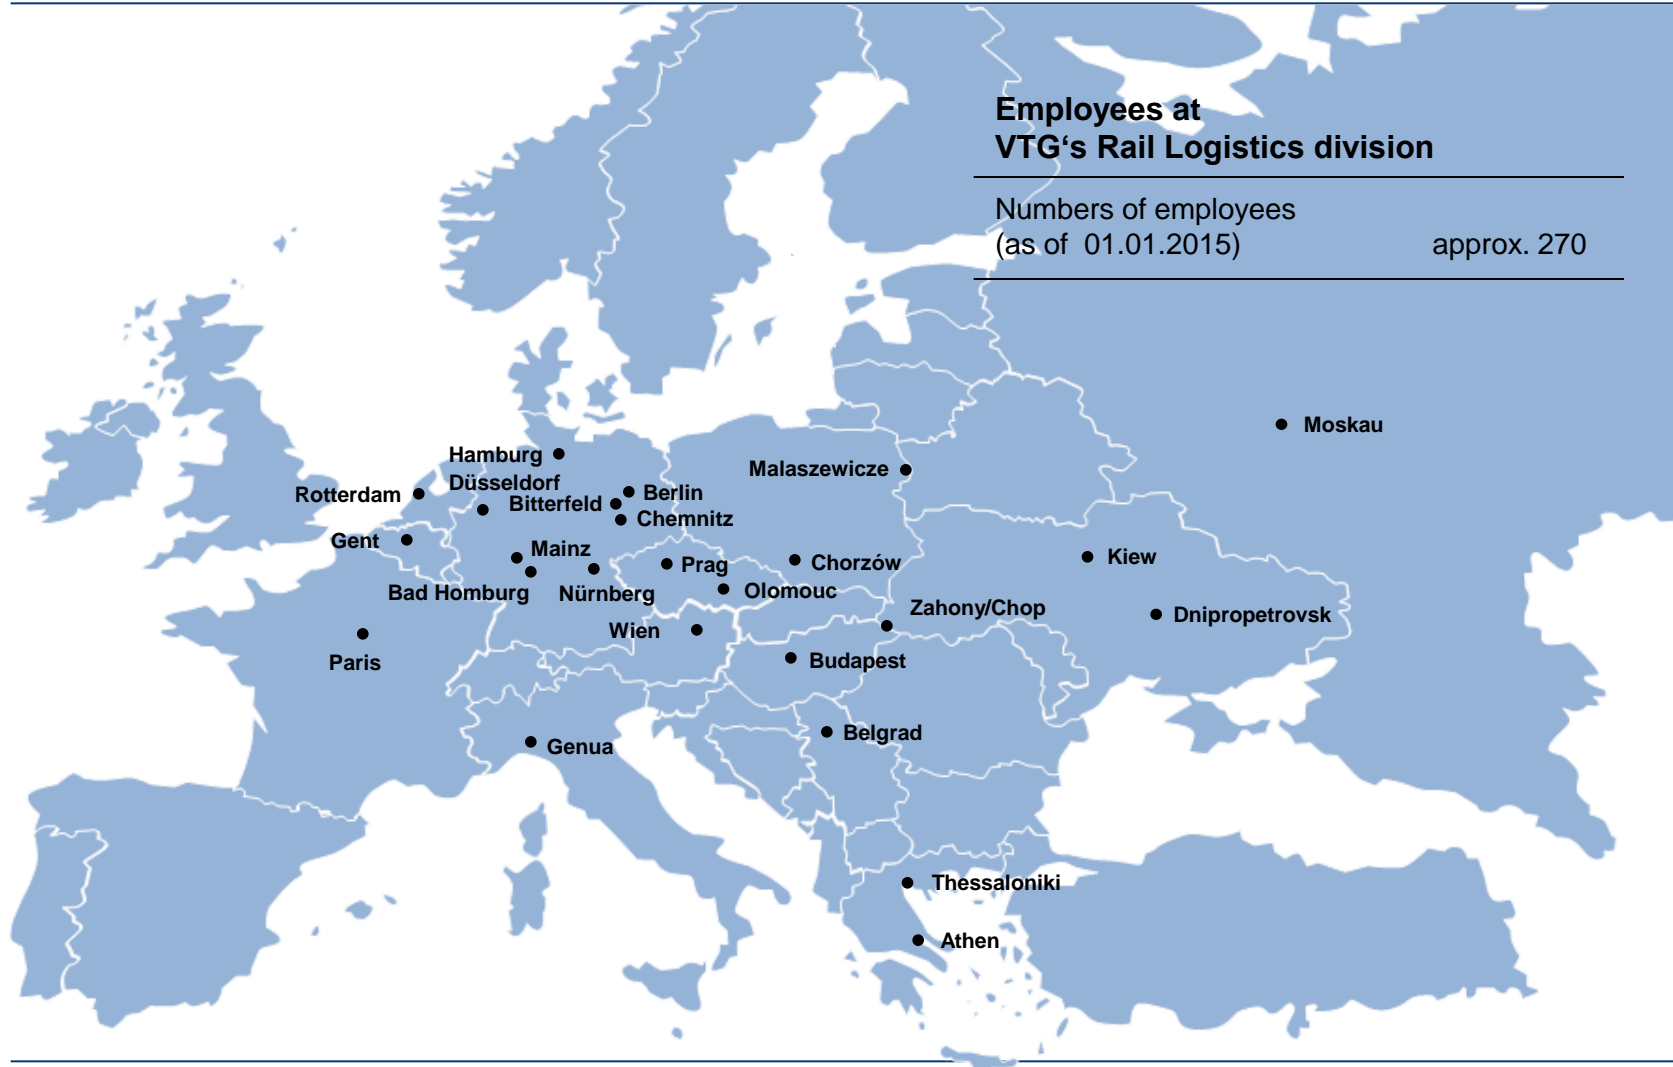 Employees at
VTG‘s Rail Logistics division
Numbers of employees
(as of 01.01.2015) approx. 270
Moskau
Hamburg
Malaszewicze
Düsseldorf
Rotterdam
Berlin
Bitterfeld
Chemnitz
Gent
Mainz
Kiew
Prag
Chorzów
Bad Homburg
Nürnberg
Olomouc
Zahony/Chop
Dnipropetrovsk
Wien
Paris
Budapest
Belgrad
Genua
Thessaloniki
Athen